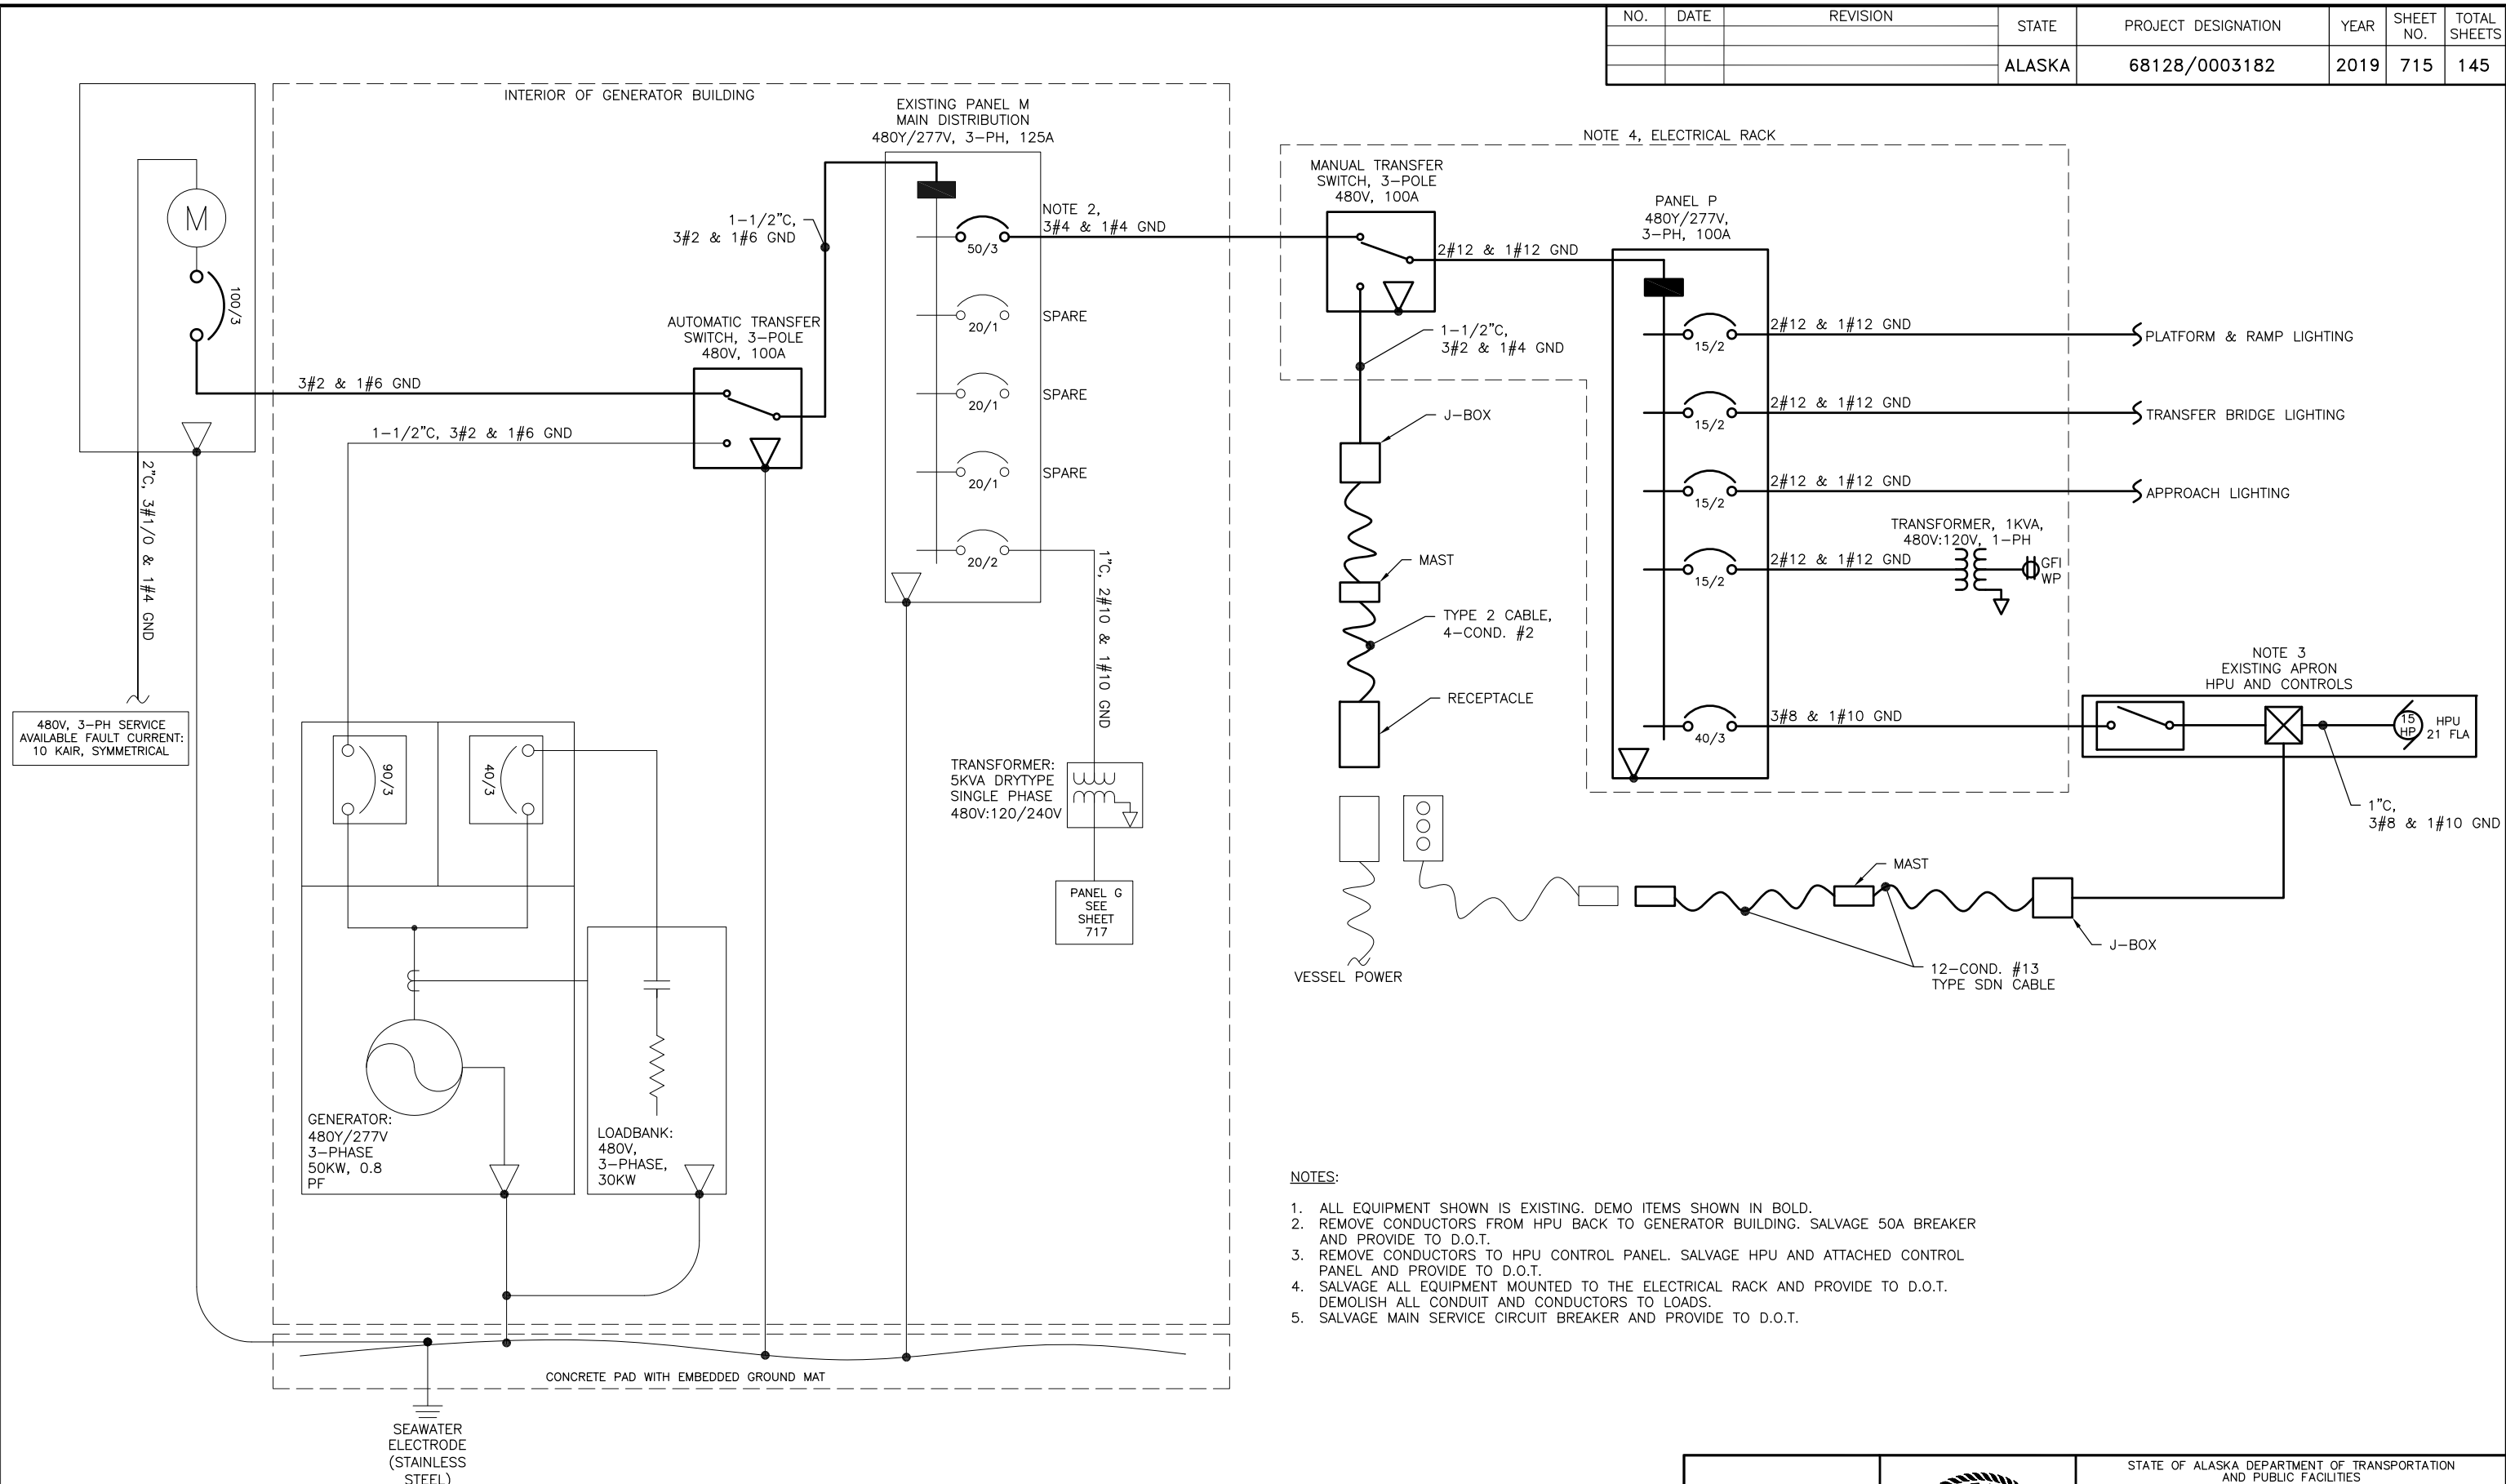 NO. DATE REVISION
STATE PROJECT DESIGNATION YEAR SHEET NO. TOTAL SHEETS
ALASKA 68128/0003182 2019 715 145
INTERIOR OF GENERATOR BUILDING
EXISTING PANEL M
MAIN DISTRIBUTION
480Y/277V, 3-PH, 125A
M
100/3
2"C, 3#1/0 & 1#4 GND
480V, 3-PH SERVICE
AVAILABLE FAULT CURRENT:
10 KAIR, SYMMETRICAL
3#2 & 1#6 GND
1-1/2"C, 3#2 & 1#6 GND
AUTOMATIC TRANSFER
SWITCH, 3-POLE
480V, 100A
1-1/2"C,
3#2 & 1#6 GND
50/3
20/1
SPARE
20/1
SPARE
20/1
SPARE
20/2
1"C, 2#10 & 1#10 GND
TRANSFORMER:
5KVA DRYTYPE
SINGLE PHASE
480V:120/240V
PANEL G
SEE
SHEET
717
90/3
40/3
GENERATOR:
480Y/277V
3-PHASE
50KW, 0.8
PF
LOADBANK:
480V,
3-PHASE,
30KW
CONCRETE PAD WITH EMBEDDED GROUND MAT
SEAWATER
ELECTRODE
(STAINLESS
STEEL)
NOTE 2,
3#4 & 1#4 GND
NOTE 4, ELECTRICAL RACK
MANUAL TRANSFER
SWITCH, 3-POLE
480V, 100A
2#12 & 1#12 GND
1-1/2"C,
3#2 & 1#4 GND
J-BOX
MAST
TYPE 2 CABLE,
4-COND. #2
RECEPTACLE
VESSEL POWER
PANEL P
480Y/277V,
3-PH, 100A
15/2
2#12 & 1#12 GND
PLATFORM & RAMP LIGHTING
15/2
2#12 & 1#12 GND
TRANSFER BRIDGE LIGHTING
15/2
2#12 & 1#12 GND
APPROACH LIGHTING
TRANSFORMER, 1KVA,
480V:120V, 1-PH
15/2
2#12 & 1#12 GND
GFI
WP
40/3
3#8 & 1#10 GND
NOTE 3
EXISTING APRON
HPU AND CONTROLS
15
HP
HPU
21 FLA
1"C,
3#8 & 1#10 GND
MAST
J-BOX
12-COND. #13
TYPE SDN CABLE
NOTES:
1. ALL EQUIPMENT SHOWN IS EXISTING. DEMO ITEMS SHOWN IN BOLD.
2. REMOVE CONDUCTORS FROM HPU BACK TO GENERATOR BUILDING. SALVAGE 50A BREAKER
AND PROVIDE TO D.O.T.
3. REMOVE CONDUCTORS TO HPU CONTROL PANEL. SALVAGE HPU AND ATTACHED CONTROL
PANEL AND PROVIDE TO D.O.T.
4. SALVAGE ALL EQUIPMENT MOUNTED TO THE ELECTRICAL RACK AND PROVIDE TO D.O.T.
DEMOLISH ALL CONDUIT AND CONDUCTORS TO LOADS.
5. SALVAGE MAIN SERVICE CIRCUIT BREAKER AND PROVIDE TO D.O.T.
STATE OF ALASKA DEPARTMENT OF TRANSPORTATION
AND PUBLIC FACILITIES